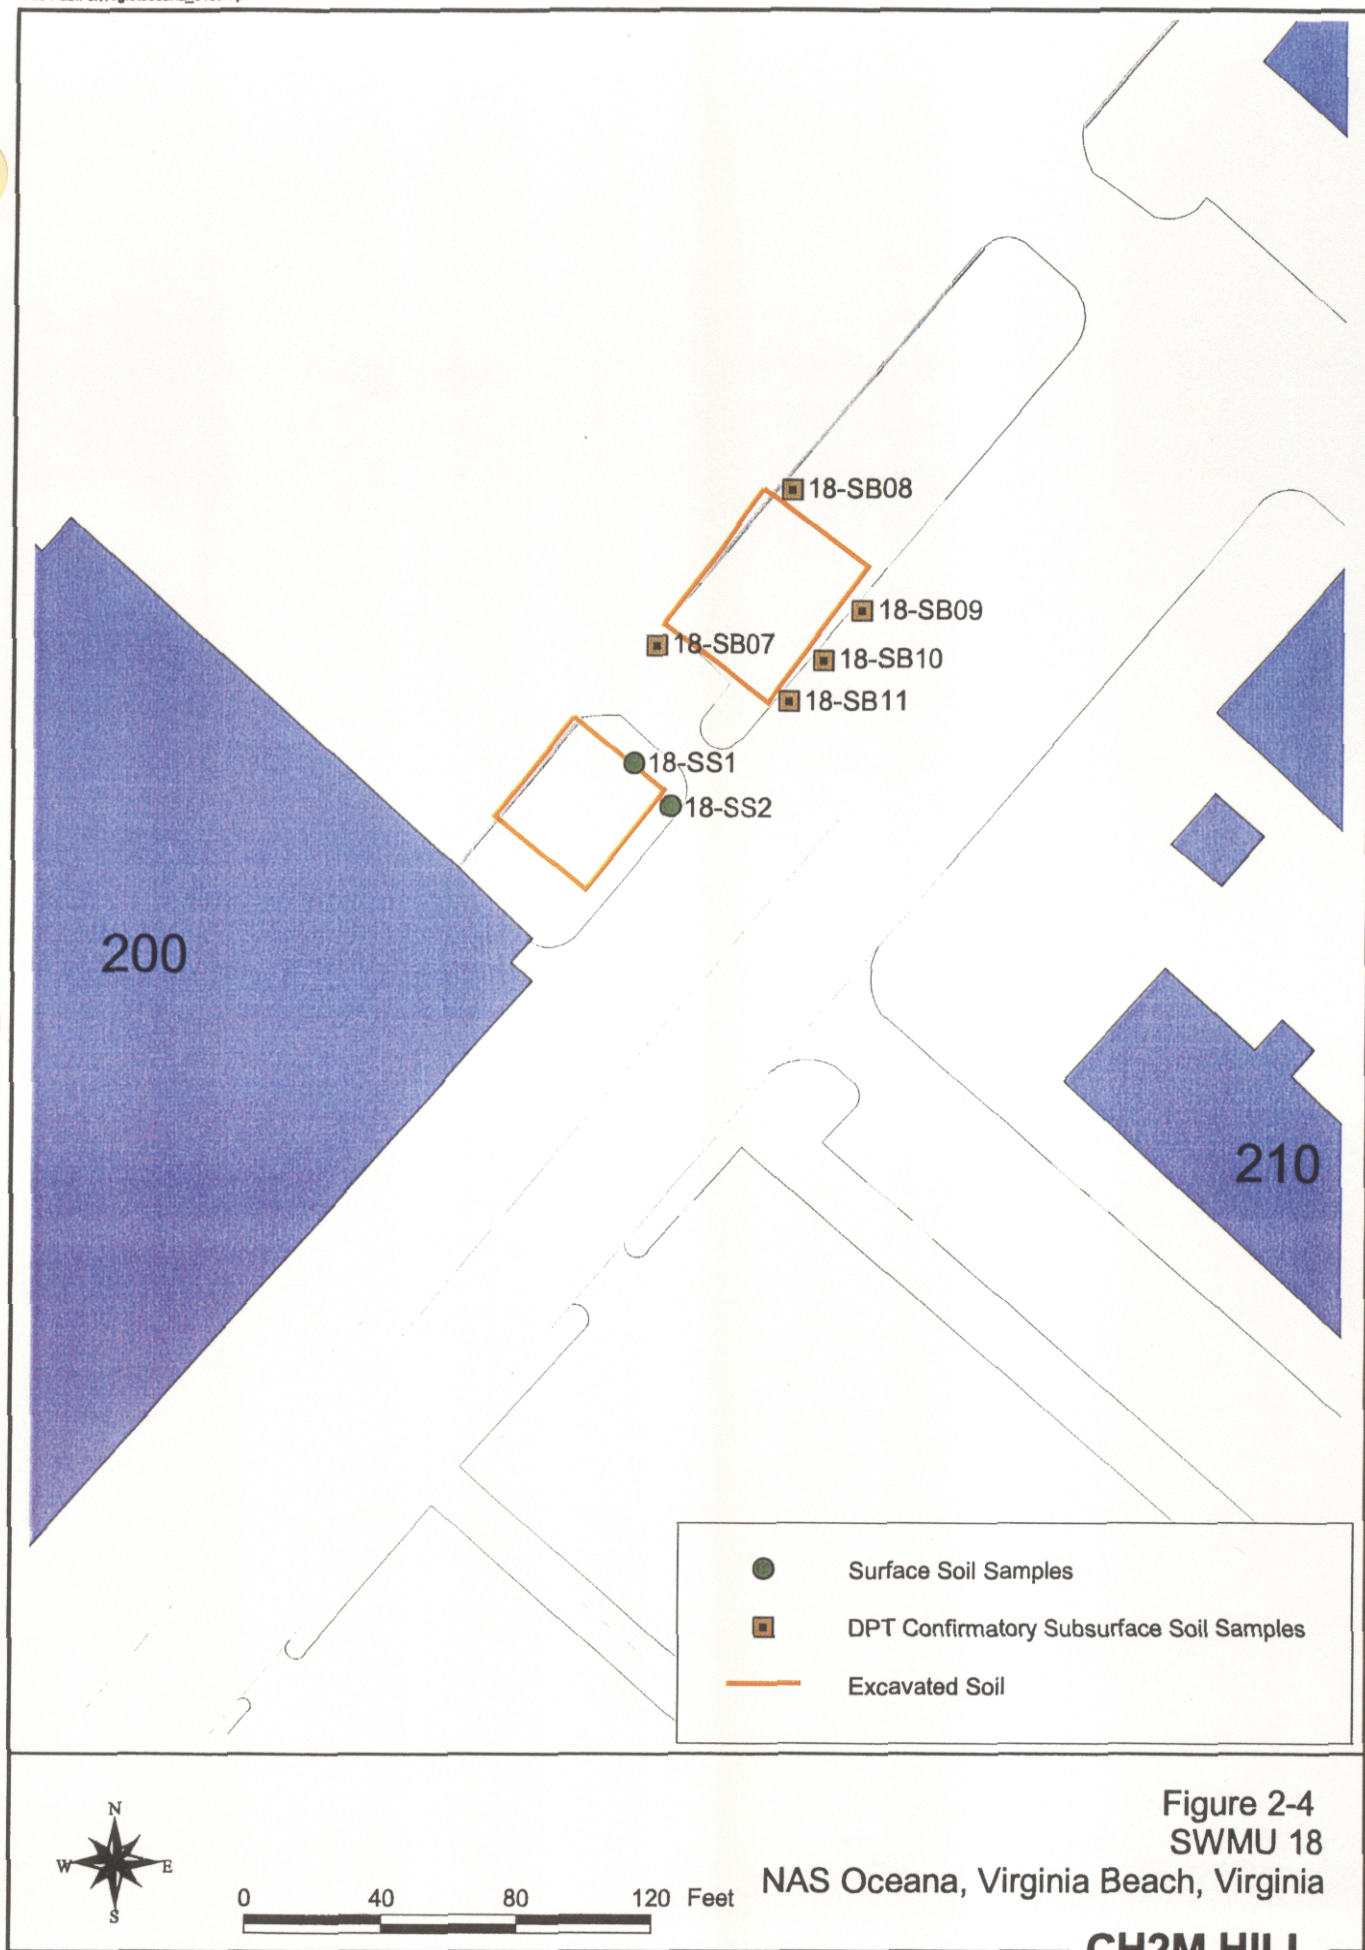 18-SB08
18-SB09
18-SB07
18-SB10
18-SB11
18-SS1
18-SS2
200
210
Surface Soil Samples
DPT Confirmatory Subsurface Soil Samples
Excavated Soil
N
W E
S
0 40 80 120 Feet
Figure 2-4
SWMU 18
NAS Oceana, Virginia Beach, Virginia
CH2M HILL